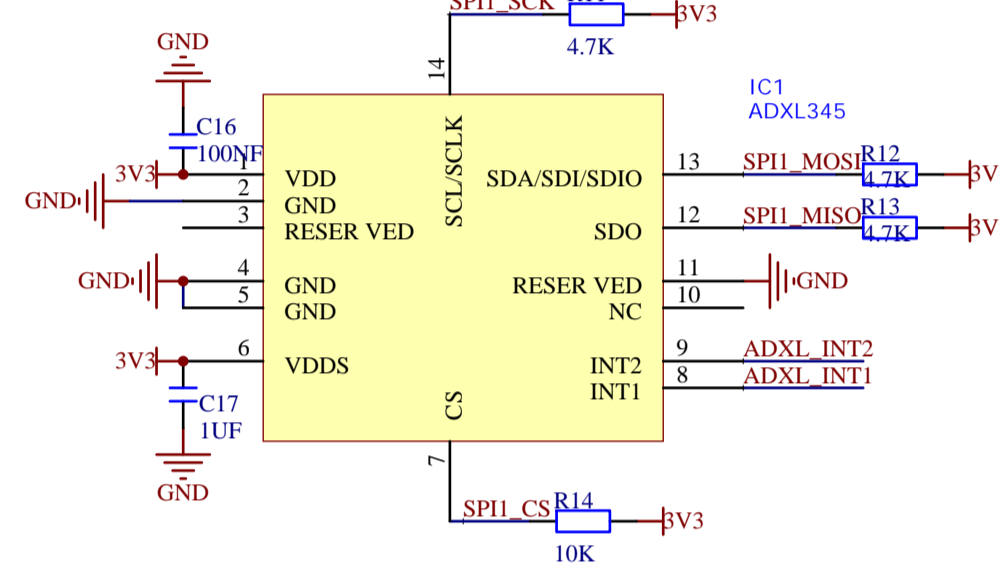 SPI1_SCK
3V3
4.7K
GND
14
IC1
ADXL345
C16
100NF
3V3
1
VDD
GND
2
GND
3
RESER VED
SCL/SCLK
SDA/SDI/SDIO
13
SPI1_MOSI
R12
4.7K
3V
SDO
12
SPI1_MISO
R13
4.7K
3V
GND
4
GND
5
GND
RESER VED
11
GND
NC
10
3V3
6
VDDS
INT2
9
ADXL_INT2
INT1
8
ADXL_INT1
C17
1UF
GND
CS
7
SPI1_CS
R14
3V3
10K